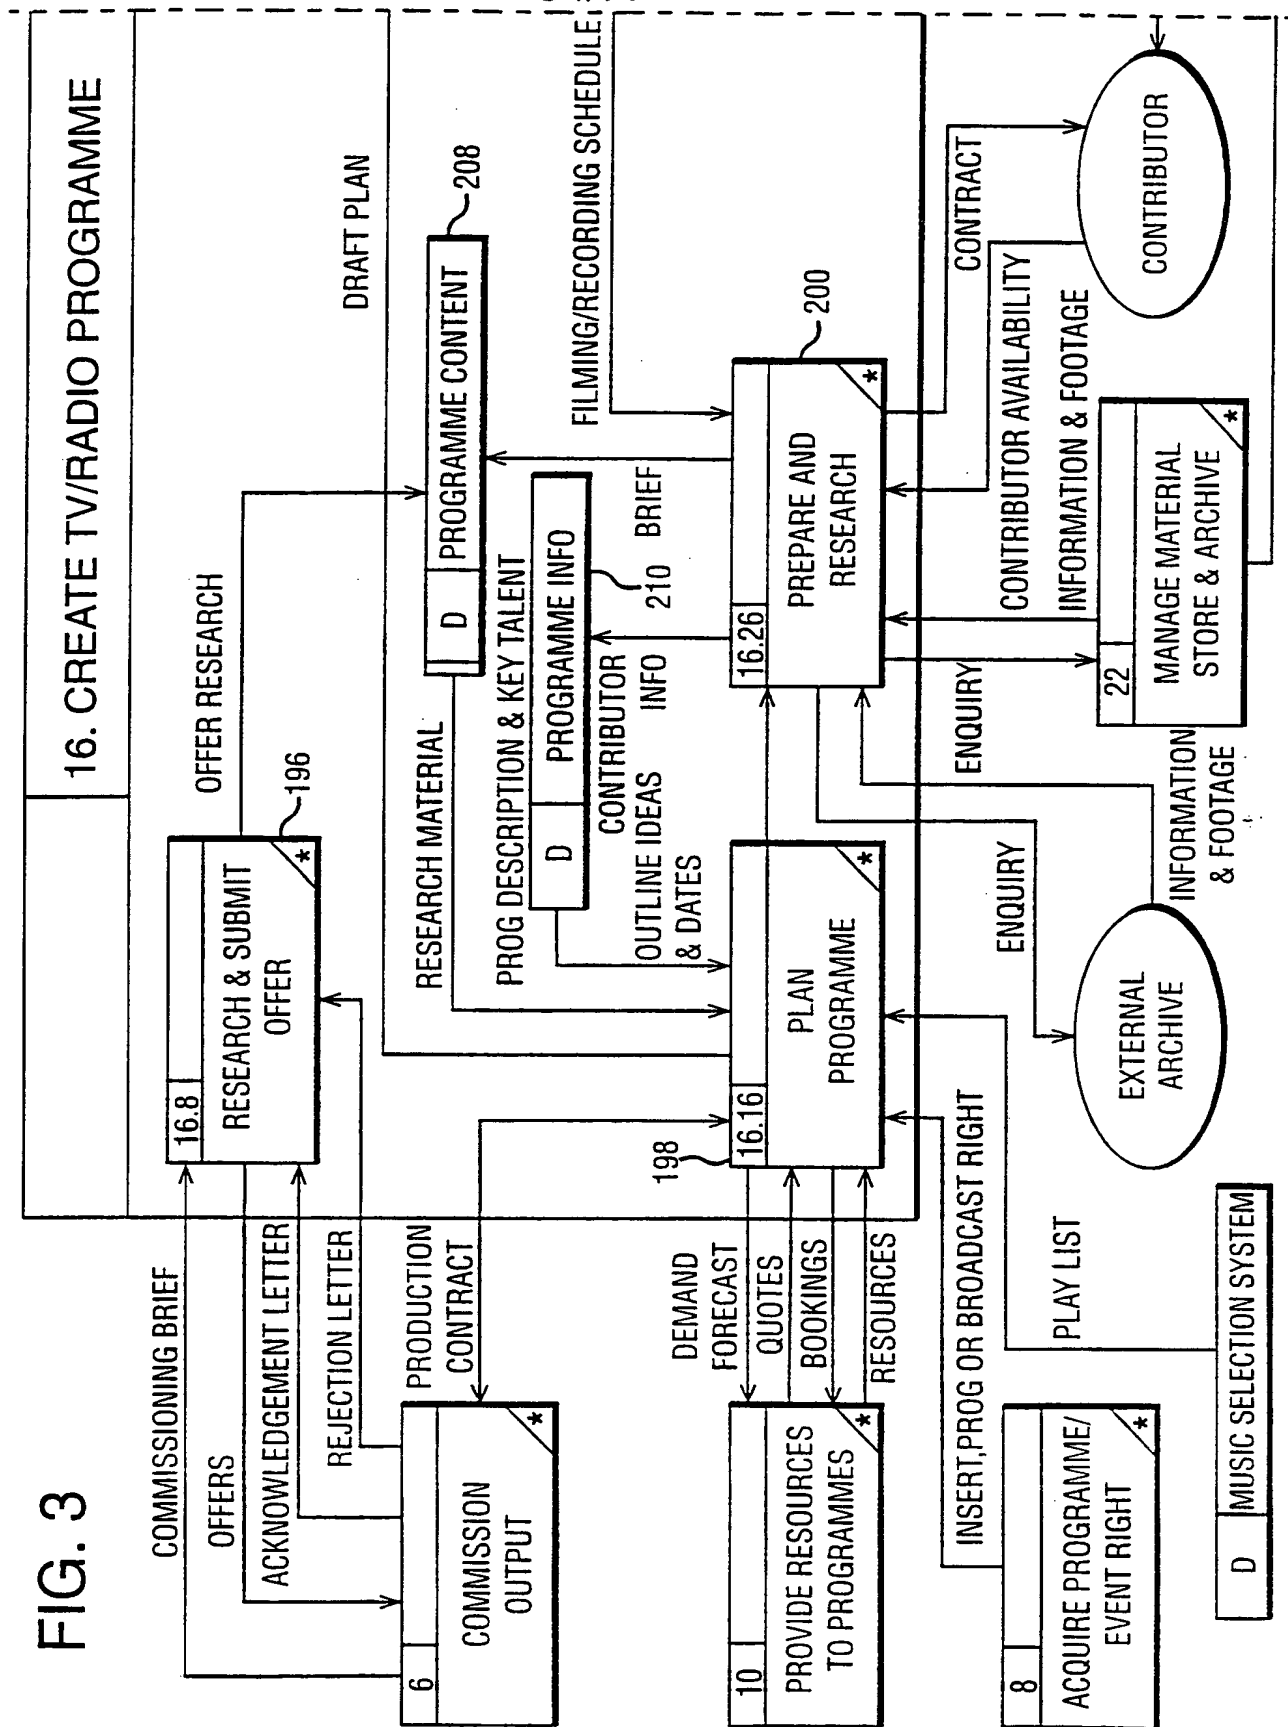 FIG. 3
16. CREATE TV/RADIO PROGRAMME
COMMISSIONING BRIEF
OFFERS
ACKNOWLEDGEMENT LETTER
REJECTION LETTER
6
COMMISSION
OUTPUT
16.8
RESEARCH & SUBMIT
OFFER
*
196
OFFER RESEARCH
*
PRODUCTION
CONTRACT
DRAFT PLAN
RESEARCH MATERIAL
D
PROGRAMME CONTENT
208
PROG DESCRIPTION & KEY TALENT
D
PROGRAMME INFO
210
BRIEF
FILMING/RECORDING SCHEDULE
CONTRIBUTOR
INFO
OUTLINE IDEAS
& DATES
DEMAND
FORECAST
QUOTES
BOOKINGS
RESOURCES
10
PROVIDE RESOURCES
TO PROGRAMMES
*
198
16.16
PLAN
PROGRAMME
*
16.26
PREPARE AND
RESEARCH
*
200
INSERT,PROG OR BROADCAST RIGHT
PLAY LIST
ENQUIRY
ENQUIRY
CONTRIBUTOR AVAILABILITY
CONTRACT
INFORMATION & FOOTAGE
INFORMATION
& FOOTAGE
8
ACQUIRE PROGRAMME/
EVENT RIGHT
*
D
MUSIC SELECTION SYSTEM
EXTERNAL
ARCHIVE
22
MANAGE MATERIAL
STORE & ARCHIVE
*
CONTRIBUTOR